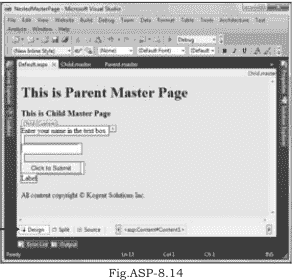 NestedMasterPage - Microsoft Visual Studio
File Edit View Website Build Debug Team Data Format Table Tools Architecture Test
Analyze Window Help
Debug
(New Inline Style) (None) (Default Font) (Default
Default.aspx Child.master Parent.master
Child.master
This is Parent Master Page
This is Child Master Page
Enter your name in the text box
Click to Submit
Label
All content copyright © Kogent Solutions Inc.
Design Split Source <asp:Content#Content1>
Error List Output
Ready Ln 13 Col 1 Ch 1 INS
Fig.ASP-8.14